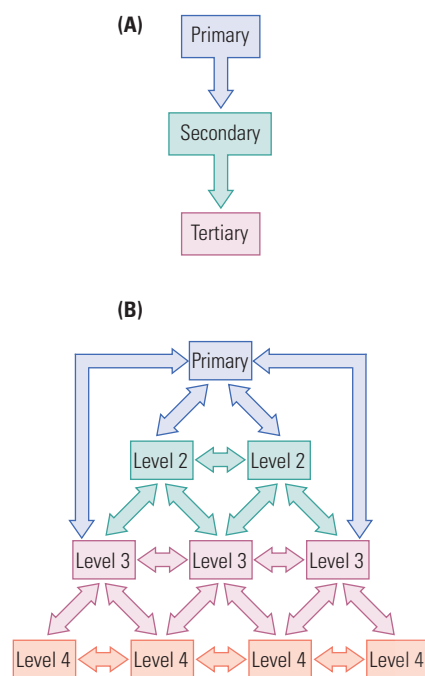 (A)
Primary
Secondary
Tertiary
(B)
Primary
Level 2 Level 2
Level 3 Level 3 Level 3
Level 4 Level 4 Level 4 Level 4